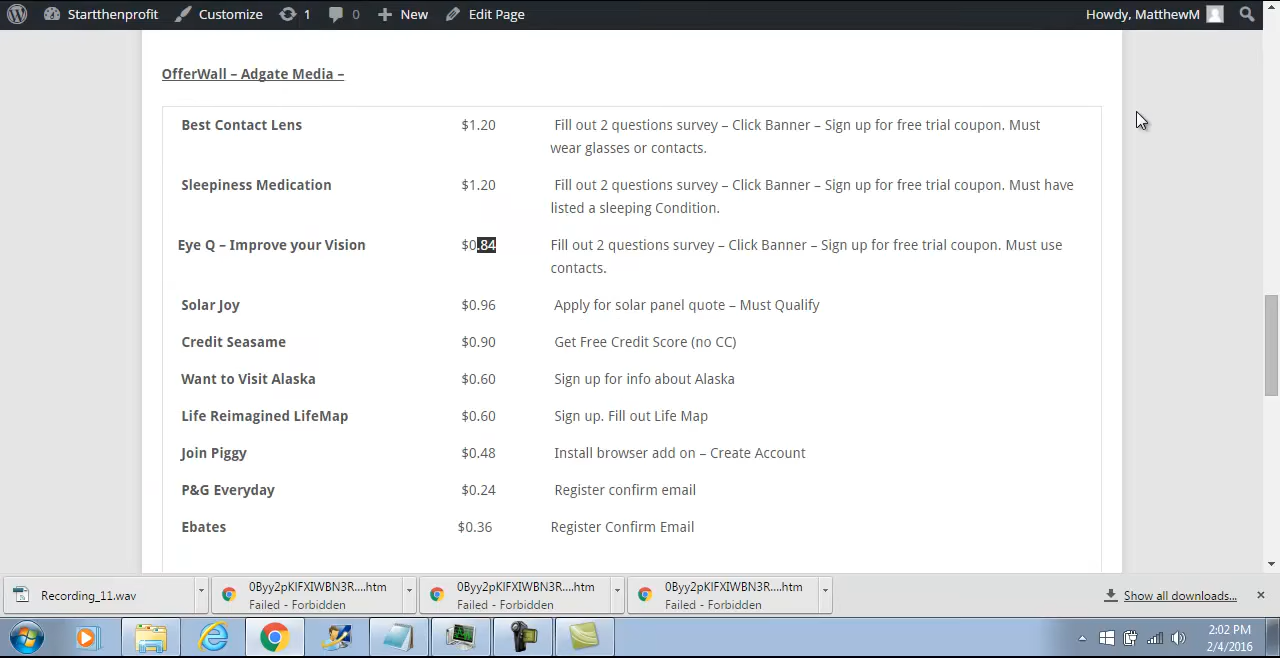 Startthenprofit Customize 1 0 New Edit Page Howdy, MatthewM
OfferWall – Adgate Media –
Best Contact Lens $1.20 Fill out 2 questions survey – Click Banner – Sign up for free trial coupon. Must
wear glasses or contacts.
Sleepiness Medication $1.20 Fill out 2 questions survey – Click Banner – Sign up for free trial coupon. Must have
listed a sleeping Condition.
Eye Q – Improve your Vision $0.84 Fill out 2 questions survey – Click Banner – Sign up for free trial coupon. Must use
contacts.
Solar Joy $0.96 Apply for solar panel quote – Must Qualify
Credit Seasame $0.90 Get Free Credit Score (no CC)
Want to Visit Alaska $0.60 Sign up for info about Alaska
Life Reimagined LifeMap $0.60 Sign up. Fill out Life Map
Join Piggy $0.48 Install browser add on – Create Account
P&G Everyday $0.24 Register confirm email
Ebates $0.36 Register Confirm Email
Recording_11.wav 0Byy2pKlFXIWBN3R....htm 0Byy2pKlFXIWBN3R....htm 0Byy2pKlFXIWBN3R....htm Show all downloads...
Failed - Forbidden Failed - Forbidden Failed - Forbidden
2:02 PM
2/4/2016